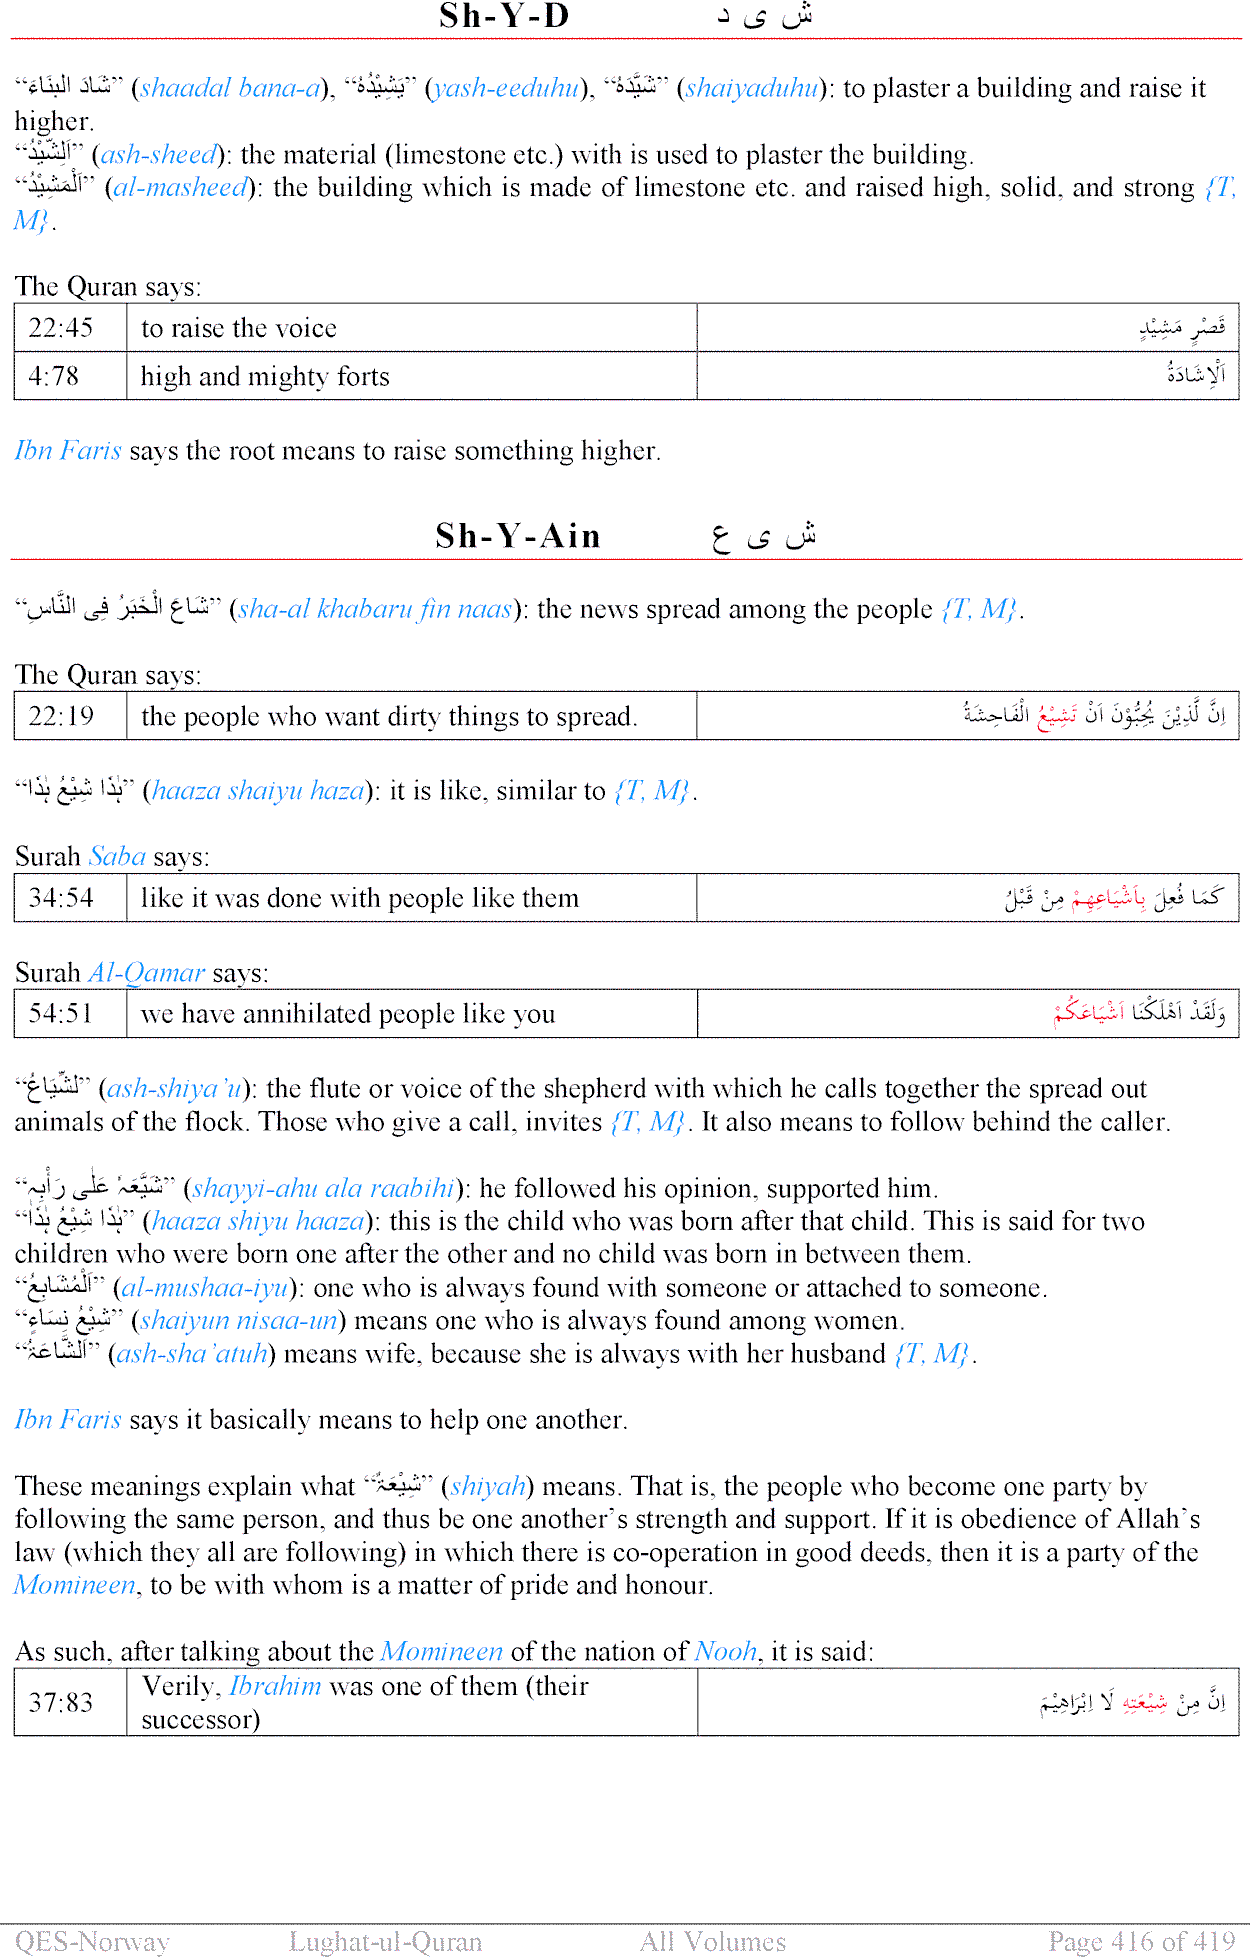 Sh-Y-D ش ی د
“شَادَ الْبِنَاءَ” (shaadal bana-a), “يَشِيْدُهُ” (yash-eeduhu), “شَيَّدَهُ” (shaiyaduhu): to plaster a building and raise it
higher.
“اَلشِّيْدُ” (ash-sheed): the material (limestone etc.) with is used to plaster the building.
“اَلْمَشِيْدُ” (al-masheed): the building which is made of limestone etc. and raised high, solid, and strong {T,
M}.
The Quran says:
22:45 to raise the voice قَصْرٍ مَشِيْدٍ
4:78 high and mighty forts اَلْاِشَادَةُ
Ibn Faris says the root means to raise something higher.
Sh-Y-Ain ش ی ع
“شَاعَ الْخَبَرُ فِی النَّاسِ” (sha-al khabaru fin naas): the news spread among the people {T, M}.
The Quran says:
22:19 the people who want dirty things to spread. اِنَّ لَّذِيْنَ يُحِبُّوْنَ اَنْ تَشِيْعُ الْفَاحِشَةُ
“ہٰذَا شِيْعُ ہٰذَا” (haaza shaiyu haza): it is like, similar to {T, M}.
Surah Saba says:
34:54 like it was done with people like them كَمَا فُعِلَ بِاَشْيَاعِهِمْ مِنْ قَبْلُ
Surah Al-Qamar says:
54:51 we have annihilated people like you وَلَقَدْ اَهْلَكْنَا اَشْيَاعَكُمْ
“لشِّيَاعُ” (ash-shiya’u): the flute or voice of the shepherd with which he calls together the spread out
animals of the flock. Those who give a call, invites {T, M}. It also means to follow behind the caller.
“شَيَّعَہُ عَلٰی رَأْبِہٖ” (shayyi-ahu ala raabihi): he followed his opinion, supported him.
“ہٰذَا شِيْعُ ہٰذَا” (haaza shiyu haaza): this is the child who was born after that child. This is said for two
children who were born one after the other and no child was born in between them.
“اَلْمُشَابِعُ” (al-mushaa-iyu): one who is always found with someone or attached to someone.
“شِيْعُ نِسَاءٍ” (shaiyun nisaa-un) means one who is always found among women.
“اَلشَّاعَۃُ” (ash-sha’atuh) means wife, because she is always with her husband {T, M}.
Ibn Faris says it basically means to help one another.
These meanings explain what “شِيْعَۃٌ” (shiyah) means. That is, the people who become one party by
following the same person, and thus be one another’s strength and support. If it is obedience of Allah’s
law (which they all are following) in which there is co-operation in good deeds, then it is a party of the
Momineen, to be with whom is a matter of pride and honour.
As such, after talking about the Momineen of the nation of Nooh, it is said:
37:83 Verily, Ibrahim was one of them (their
successor) اِنَّ مِنْ شِيْعَتِهِ لَا اِبْرَاهِيْمَ
QES-Norway Lughat-ul-Quran All Volumes Page 416 of 419